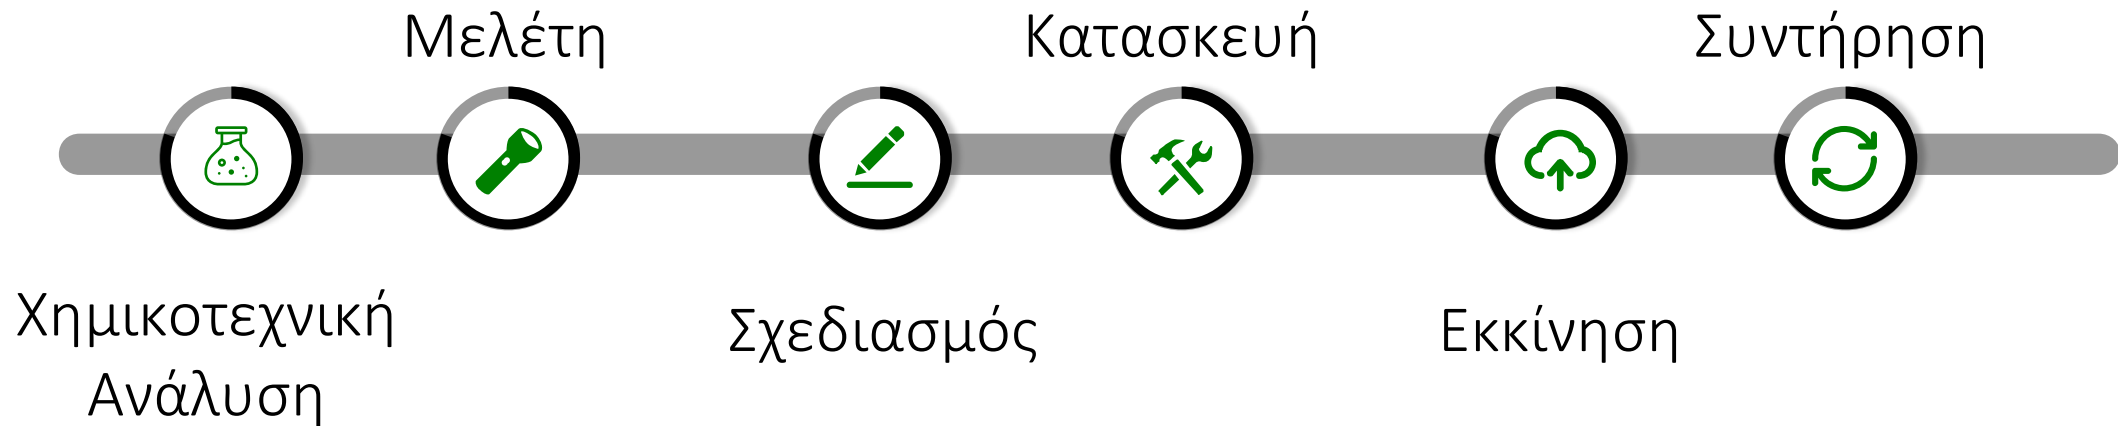 Μελέτη
Κατασκευή
Συντήρηση
Χημικοτεχνική
Ανάλυση
Σχεδιασμός
Εκκίνηση